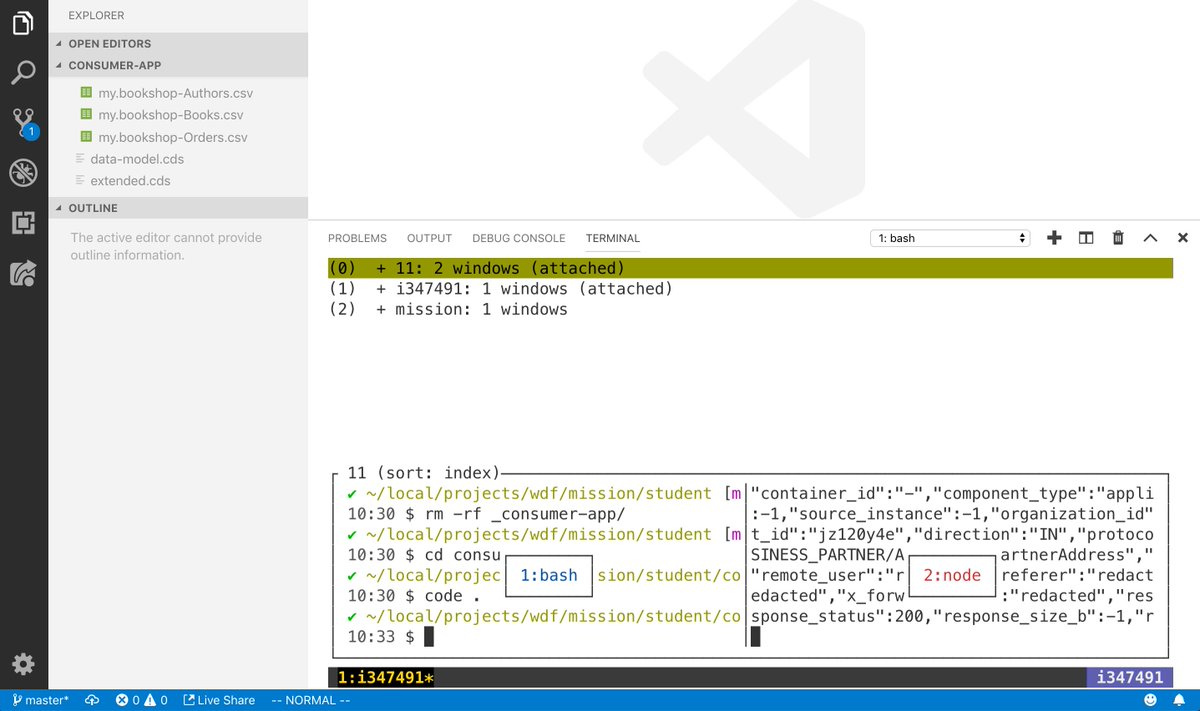 EXPLORER
OPEN EDITORS
CONSUMER-APP
my.bookshop-Authors.csv
my.bookshop-Books.csv
my.bookshop-Orders.csv
data-model.cds
extended.cds
OUTLINE
The active editor cannot provide
outline information.
1
PROBLEMS OUTPUT DEBUG CONSOLE TERMINAL 1: bash
(0) + 11: 2 windows (attached)
(1) + i347491: 1 windows (attached)
(2) + mission: 1 windows
11 (sort: index)
✔ ~/local/projects/wdf/mission/student [m
10:30 $ rm -rf _consumer-app/
✔ ~/local/projects/wdf/mission/student [m
10:30 $ cd consu
✔ ~/local/projec 1:bash sion/student/co
10:30 $ code .
✔ ~/local/projects/wdf/mission/student/co
10:33 $
"container_id":"-","component_type":"appli
:-1,"source_instance":-1,"organization_id"
t_id":"jz120y4e","direction":"IN","protoco
SINESS_PARTNER/A artnerAddress","
"remote_user":"r 2:node referer":"redact
edacted","x_forw :"redacted","res
sponse_status":200,"response_size_b":-1,"r
1:i347491* i347491
master* 0 0 Live Share -- NORMAL --